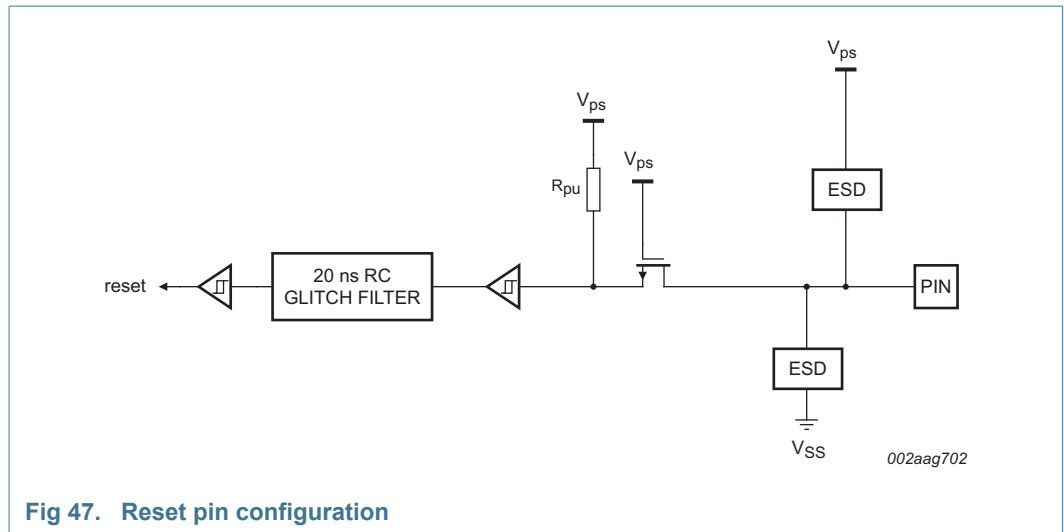 Vps
Vps
Vps
ESD
Rpu
reset
20 ns RC
GLITCH FILTER
PIN
ESD
VSS
002aag702
Fig 47. Reset pin configuration